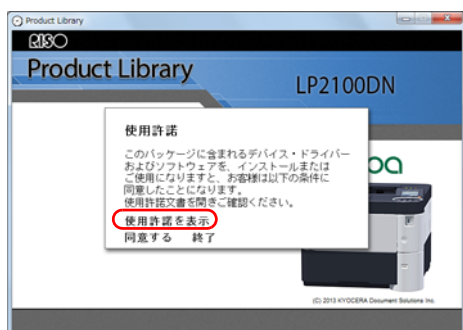 Product Library
RISO
Product Library
LP2100DN
使用許諾
このパッケージに含まれるデバイス・ドライバー
およびソフトウェアを、インストールまたは
ご使用になりますと、お客様は以下の条件に
同意したことになります。
使用許諾文書を開きご確認ください。
使用許諾を表示
同意する 終了
oa
(C) 2013 KYOCERA Document Solutions Inc.